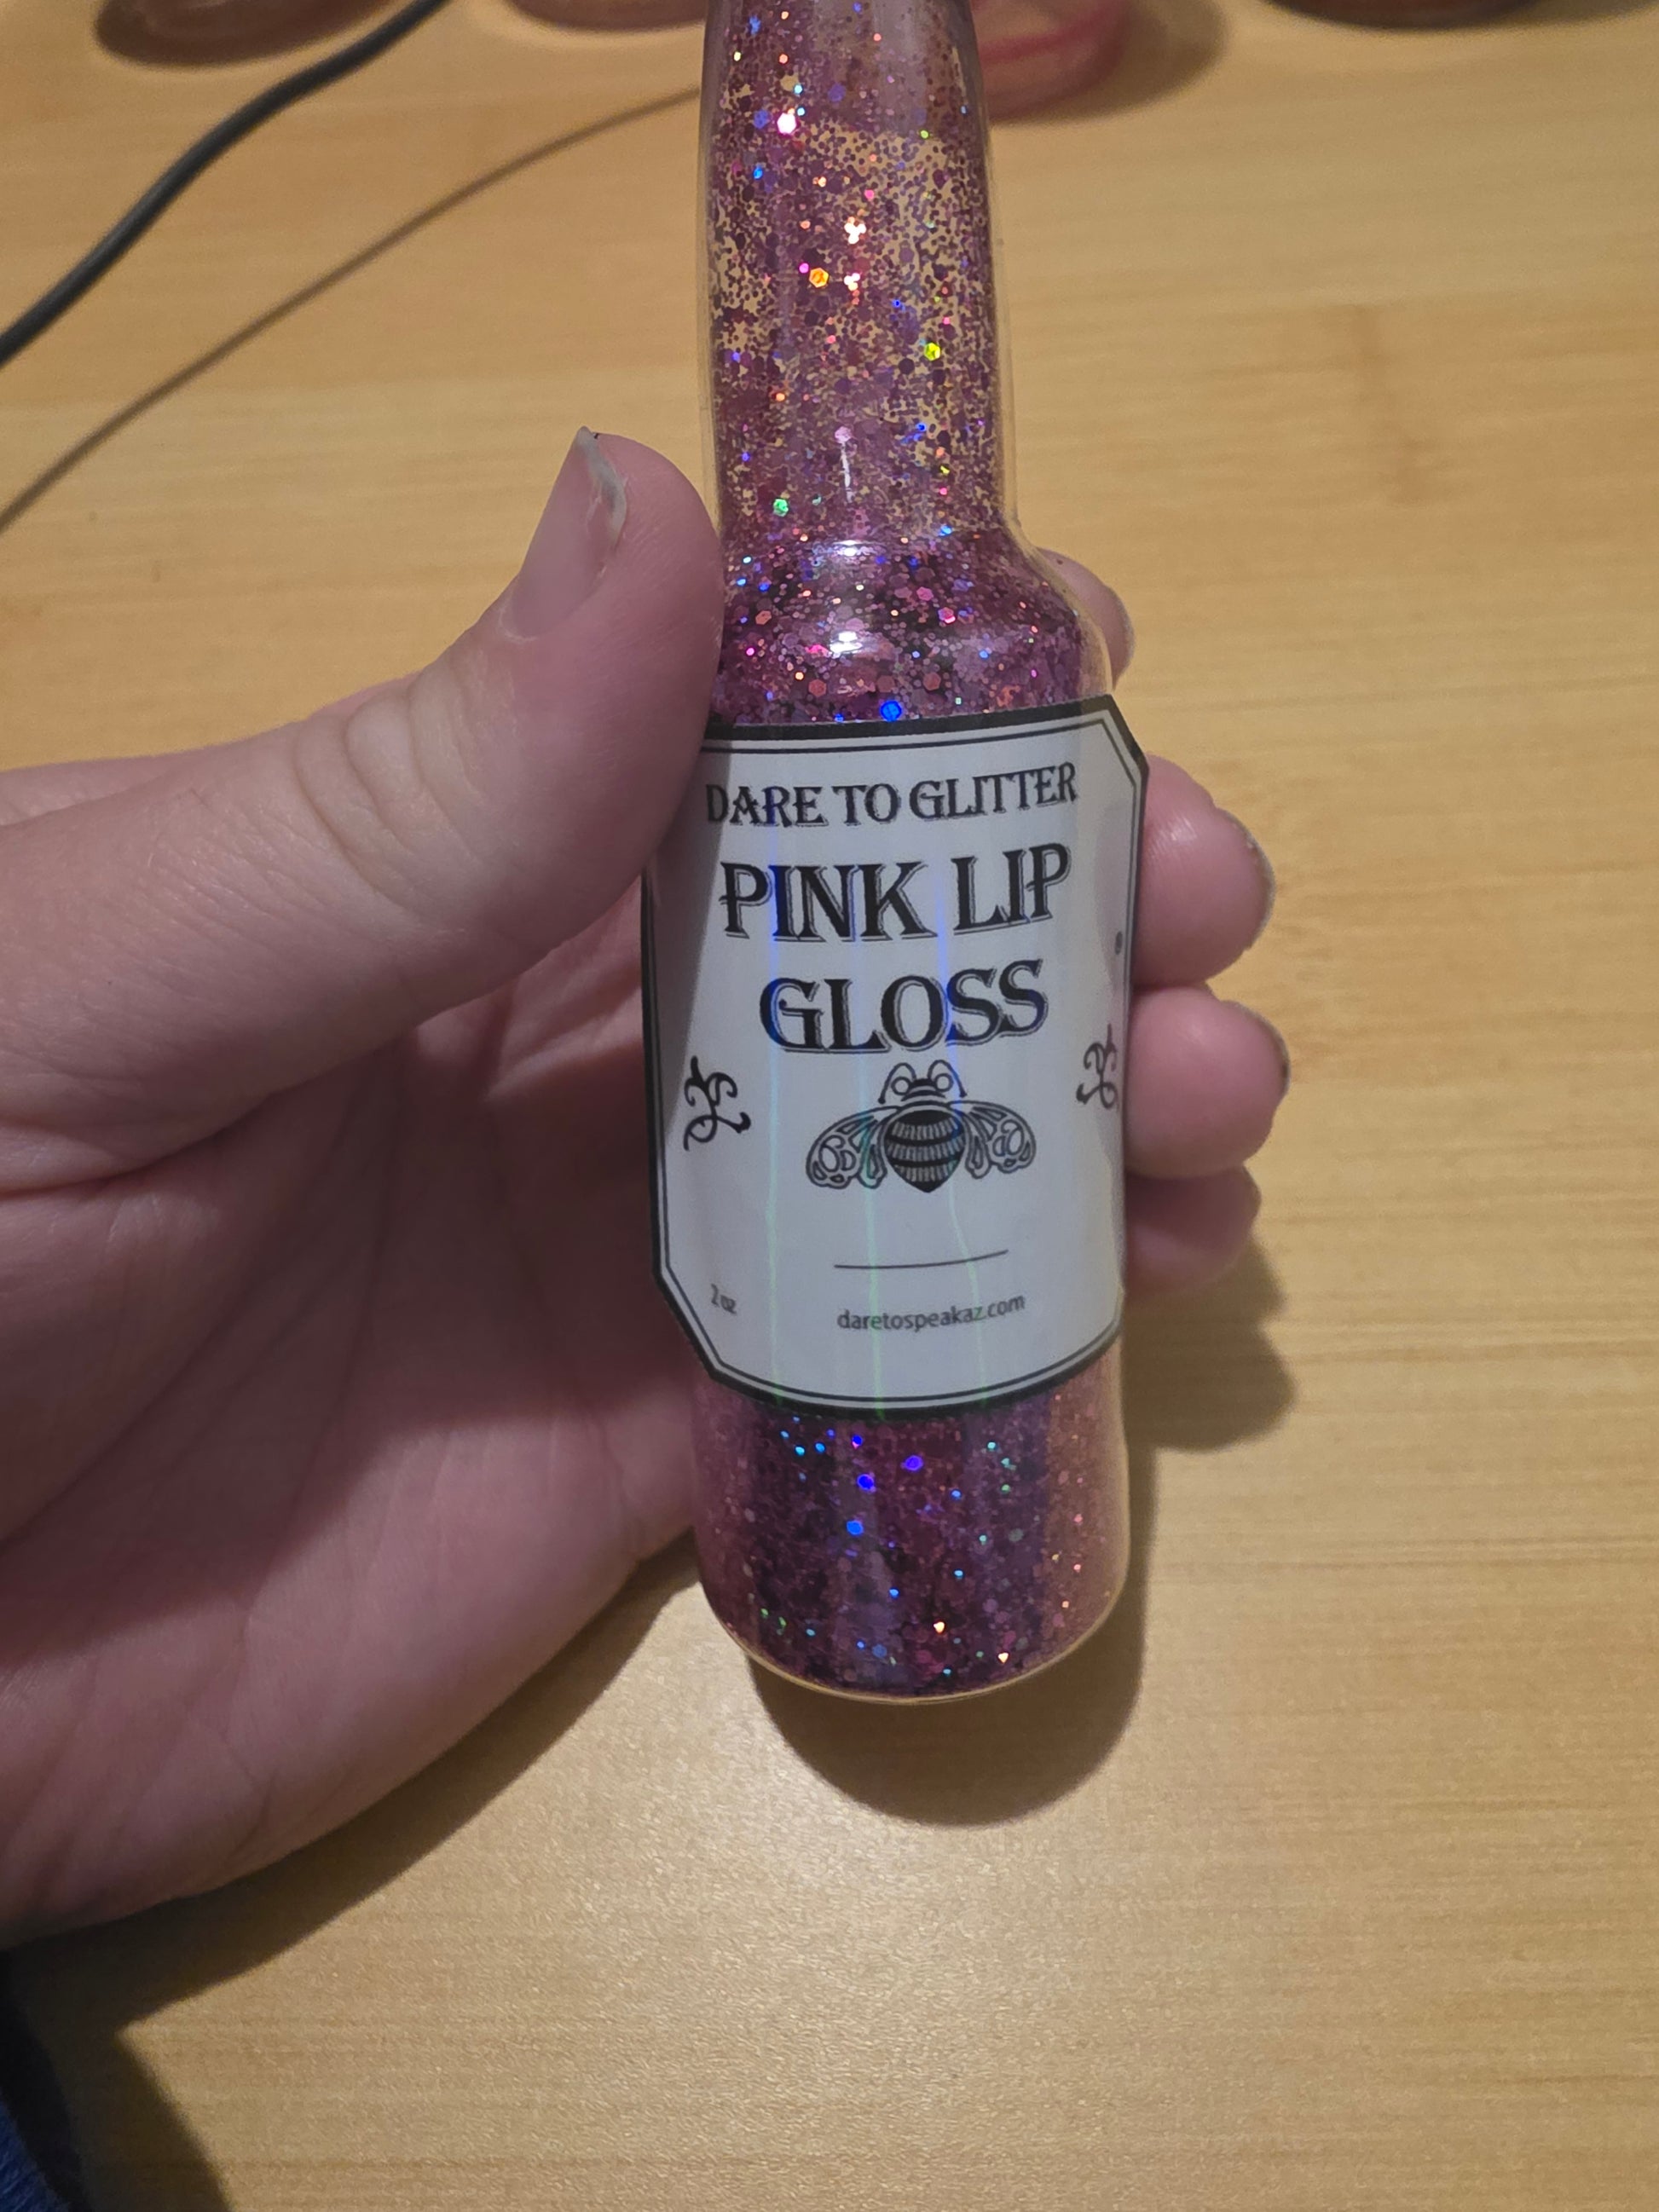 DARE TO GLITTER
PINK LIP
GLOSS
2 oz
daretospeakaz.com